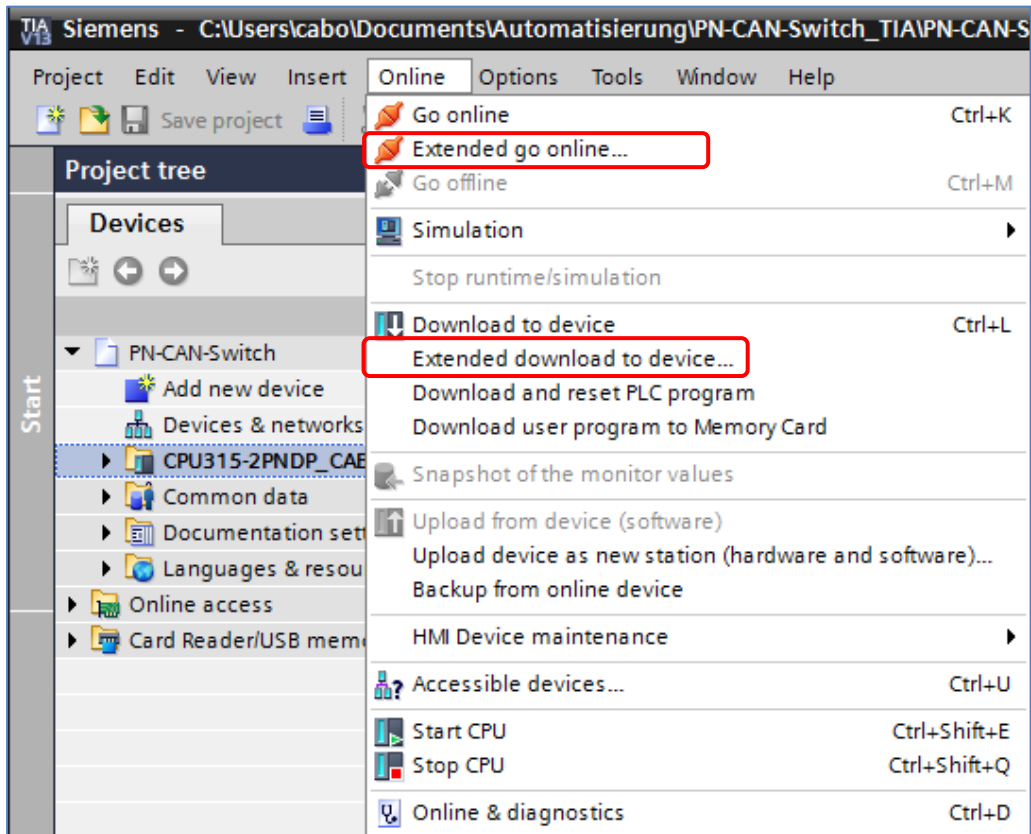 TIA V13 Siemens - C:\Users\cabo\Documents\Automatisierung\PN-CAN-Switch_TIA\PN-CAN-S
Project Edit View Insert Online Options Tools Window Help
Save project
Go online Ctrl+K
Extended go online...
Go offline Ctrl+M
Simulation
Stop runtime/simulation
Download to device Ctrl+L
Extended download to device...
Download and reset PLC program
Download user program to Memory Card
Snapshot of the monitor values
Upload from device (software)
Upload device as new station (hardware and software)...
Backup from online device
HMI Device maintenance
Accessible devices... Ctrl+U
Start CPU Ctrl+Shift+E
Stop CPU Ctrl+Shift+Q
Online & diagnostics Ctrl+D
Start
Project tree
Devices
PN-CAN-Switch
Add new device
Devices & networks
CPU315-2PNDP_CAB
Common data
Documentation sett
Languages & resou
Online access
Card Reader/USB mem